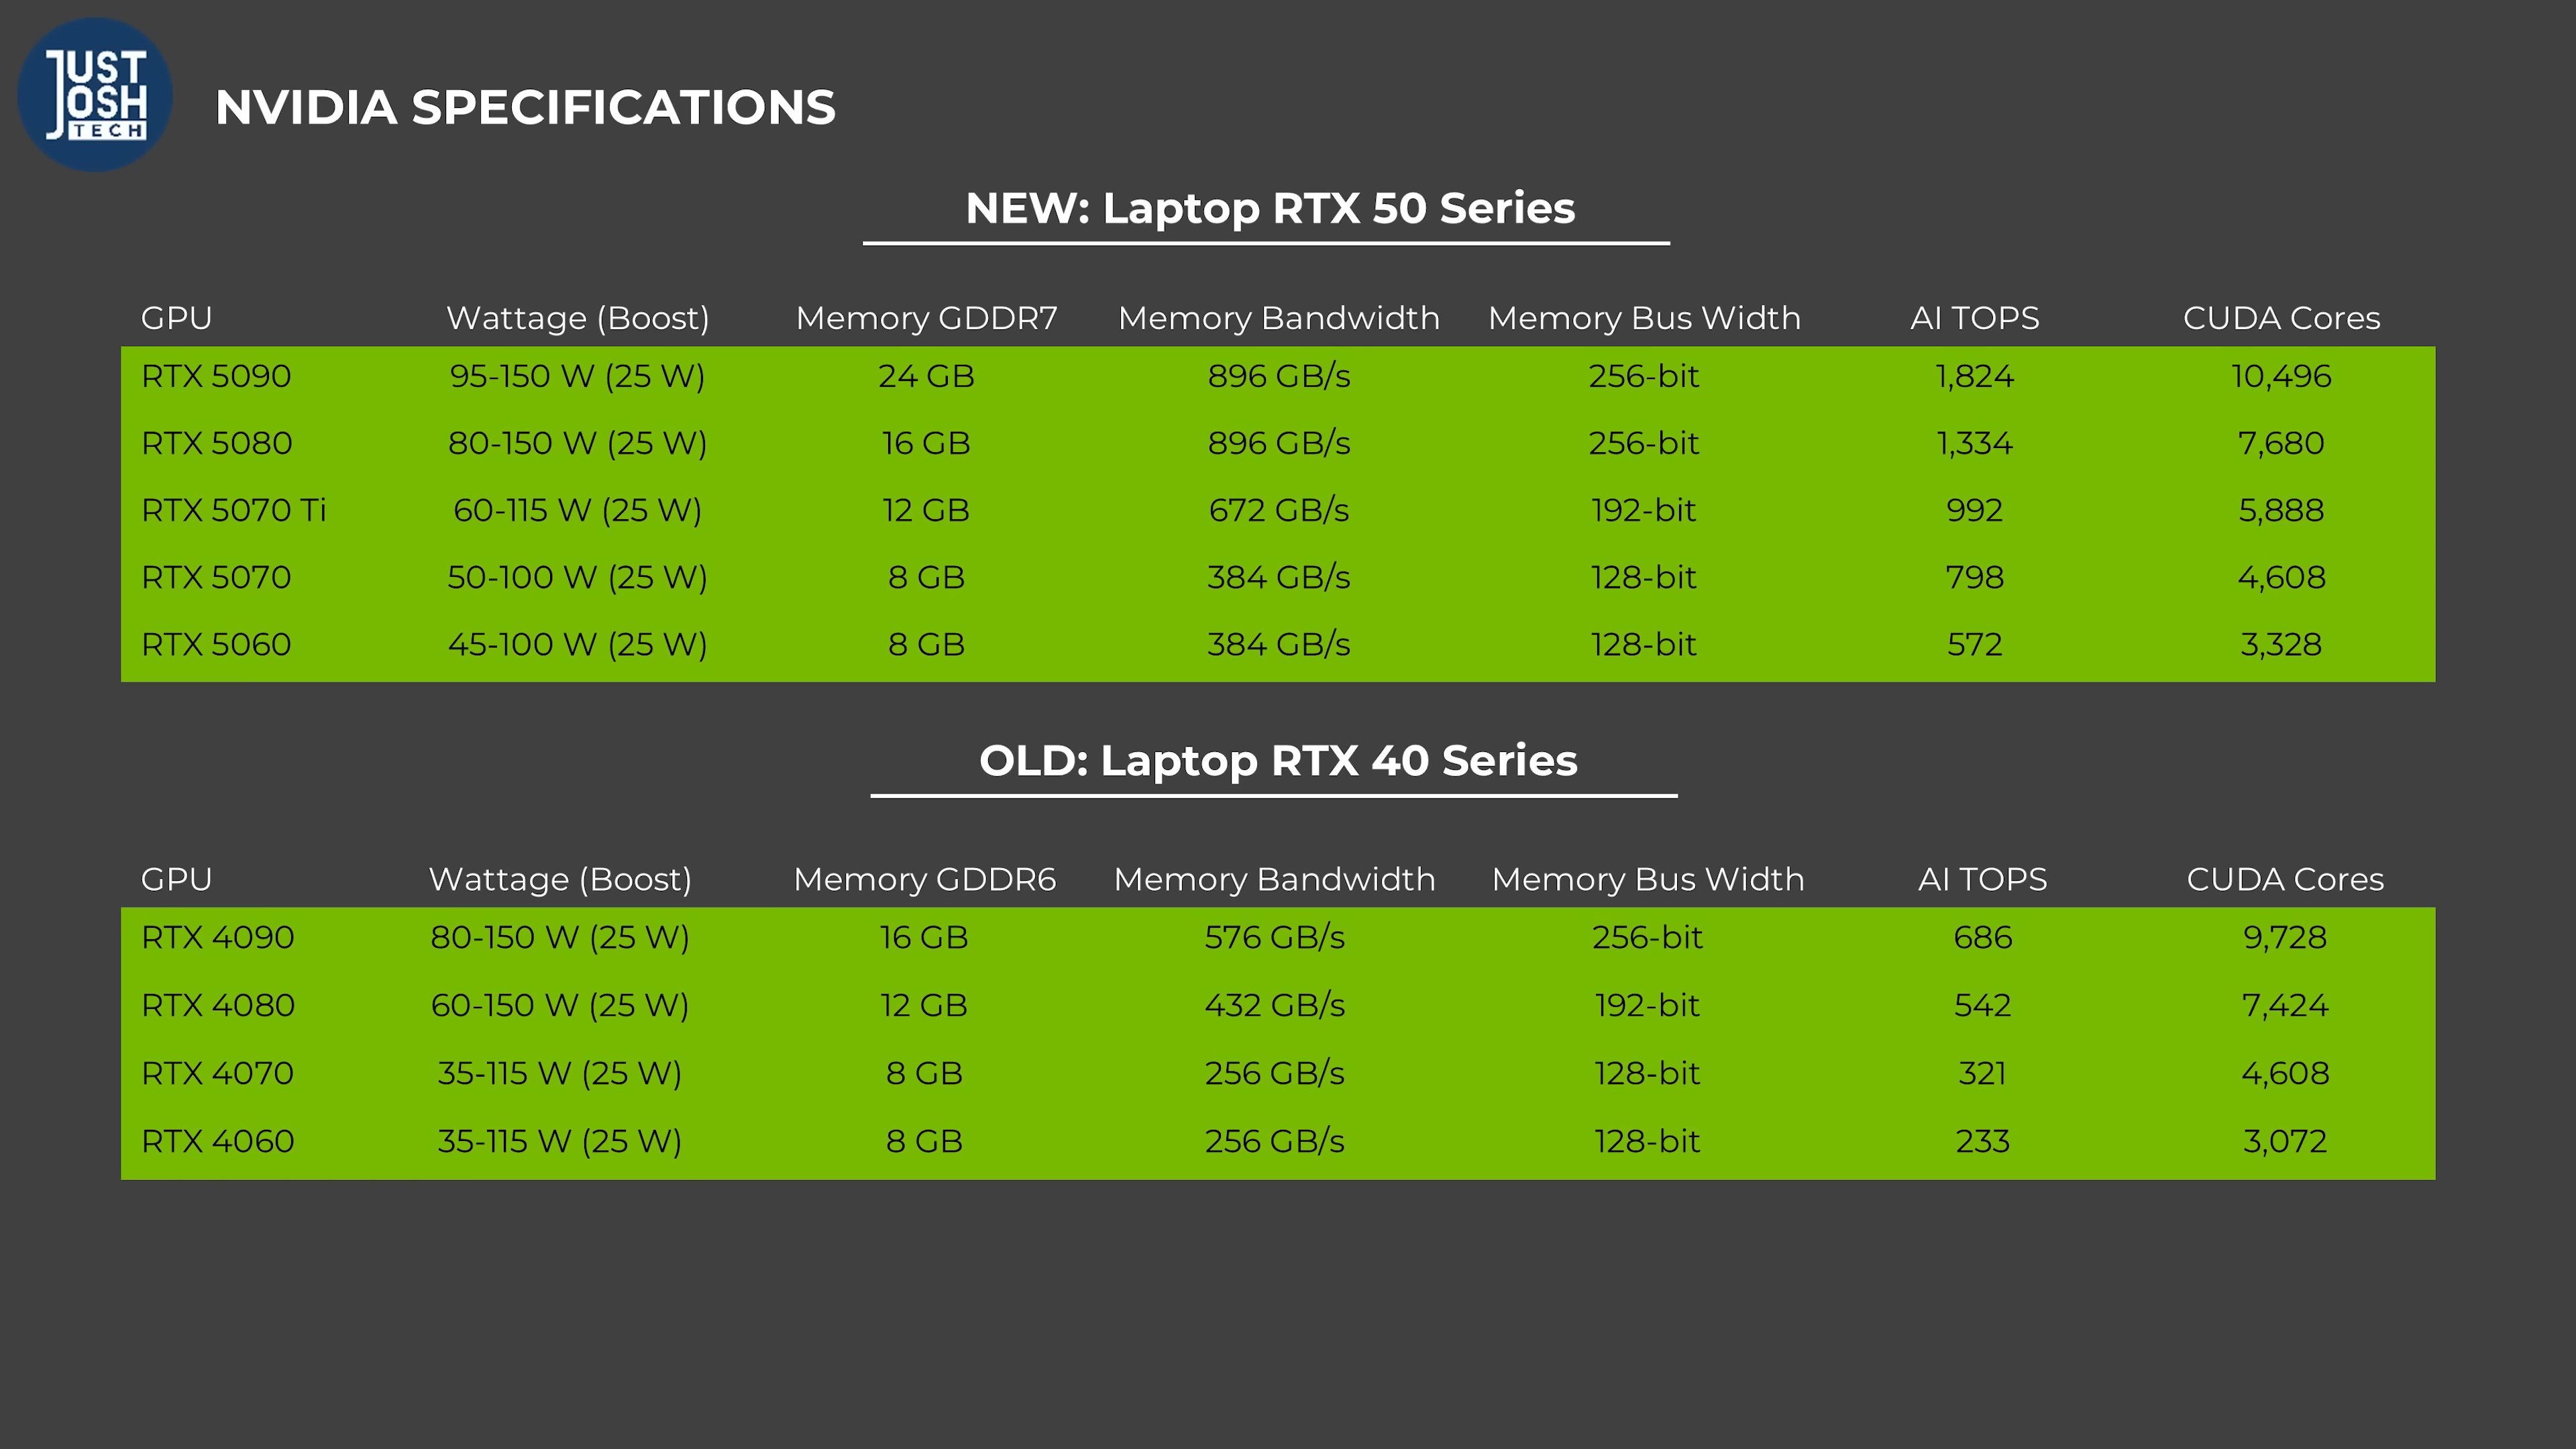 JUST
JOSH
TECH
NVIDIA SPECIFICATIONS
NEW: Laptop RTX 50 Series
GPU Wattage (Boost) Memory GDDR7 Memory Bandwidth Memory Bus Width AI TOPS CUDA Cores
RTX 5090 95-150 W (25 W) 24 GB 896 GB/s 256-bit 1,824 10,496
RTX 5080 80-150 W (25 W) 16 GB 896 GB/s 256-bit 1,334 7,680
RTX 5070 Ti 60-115 W (25 W) 12 GB 672 GB/s 192-bit 992 5,888
RTX 5070 50-100 W (25 W) 8 GB 384 GB/s 128-bit 798 4,608
RTX 5060 45-100 W (25 W) 8 GB 384 GB/s 128-bit 572 3,328
OLD: Laptop RTX 40 Series
GPU Wattage (Boost) Memory GDDR6 Memory Bandwidth Memory Bus Width AI TOPS CUDA Cores
RTX 4090 80-150 W (25 W) 16 GB 576 GB/s 256-bit 686 9,728
RTX 4080 60-150 W (25 W) 12 GB 432 GB/s 192-bit 542 7,424
RTX 4070 35-115 W (25 W) 8 GB 256 GB/s 128-bit 321 4,608
RTX 4060 35-115 W (25 W) 8 GB 256 GB/s 128-bit 233 3,072